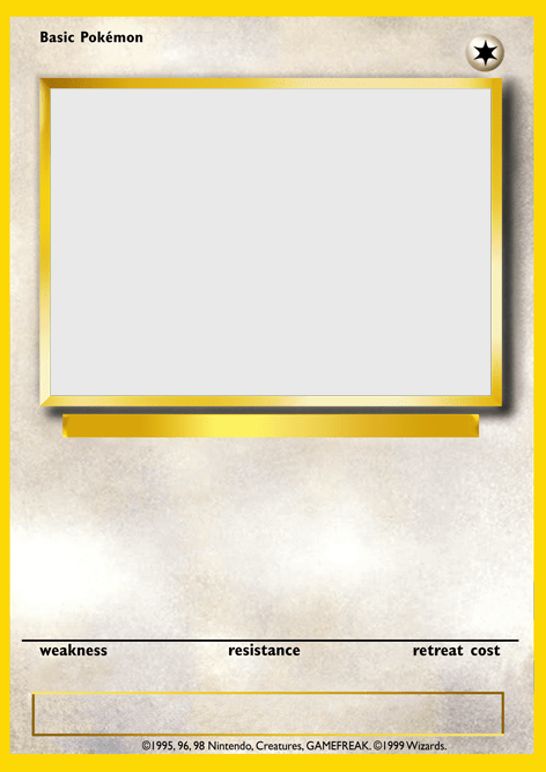 Basic Pokémon
weakness resistance retreat cost
©1995, 96, 98 Nintendo, Creatures, GAMEFREAK. ©1999 Wizards.